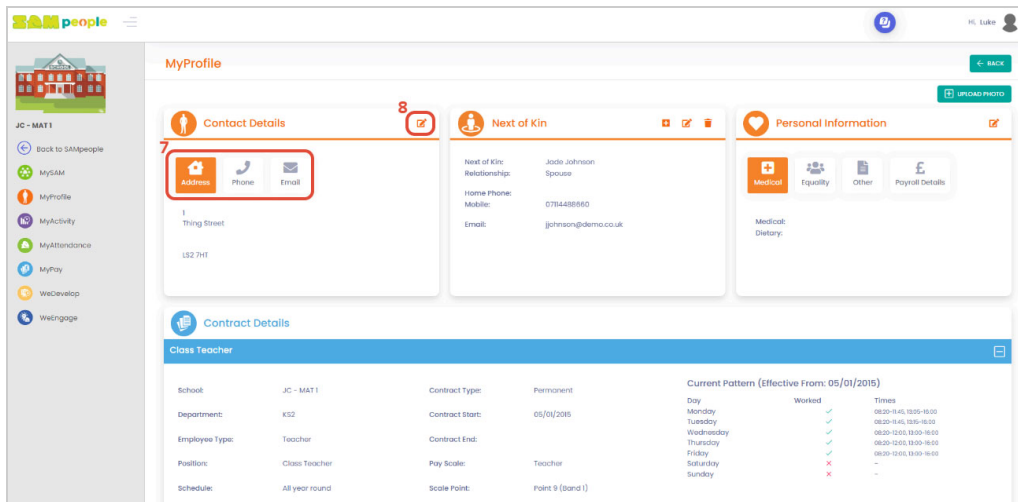 SAMpeople
Hi, Luke
SCHOOL
JC - MAT 1
Back to SAMpeople
MySAM
MyProfile
MyActivity
MyAttendance
MyPay
WeDevelop
WeEngage
MyProfile
BACK
UPLOAD PHOTO
8
Contact Details
7
Address Phone Email
1
Thing Street
LS2 7HT
Next of Kin
Next of Kin: Jade Johnson
Relationship: Spouse
Home Phone:
Mobile: 07114488660
Email: jjohnson@demo.co.uk
Personal Information
Medical Equality Other £ Payroll Details
Medical:
Dietary:
Contract Details
Class Teacher
School: JC - MAT 1 Contract Type: Permanent
Department: KS2 Contract Start: 05/01/2015
Employee Type: Teacher Contract End:
Position: Class Teacher Pay Scale: Teacher
Schedule: All year round Scale Point: Point 9 (Band 1)
Current Pattern (Effective From: 05/01/2015)
Day Worked Times
Monday 08:20-11:45, 13:05-16:00
Tuesday 08:20-11:45, 13:15-16:00
Wednesday 08:20-12:00, 13:00-16:00
Thursday 08:20-12:00, 13:00-16:00
Friday 08:20-12:00, 13:00-16:00
Saturday -
Sunday -